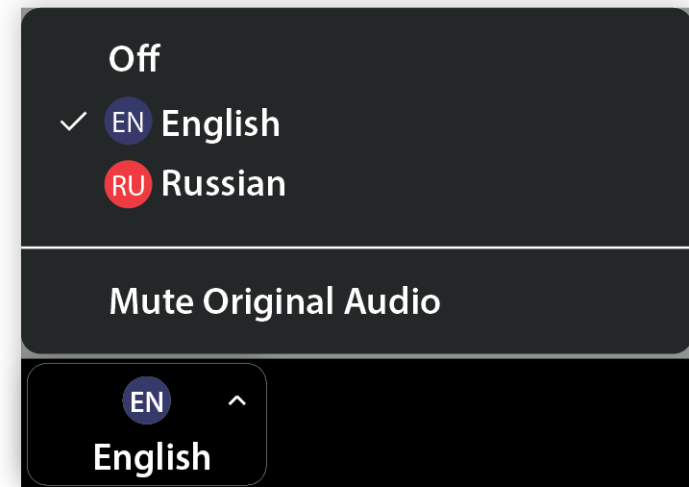 Off
EN English
RU Russian
Mute Original Audio
EN
English